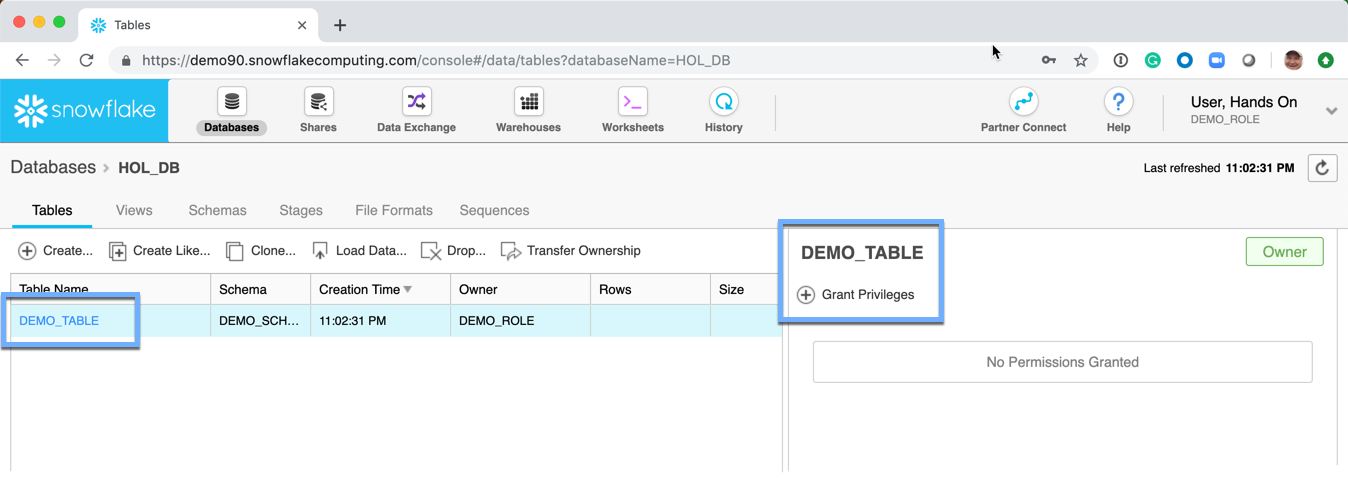 Tables
https://demo90.snowflakecomputing.com/console#/data/tables?databaseName=HOL_DB
snowflake
Databases
Shares
Data Exchange
Warehouses
Worksheets
History
Partner Connect
Help
User, Hands On
DEMO_ROLE
Databases > HOL_DB
Last refreshed 11:02:31 PM
Tables Views Schemas Stages File Formats Sequences
Create... Create Like... Clone... Load Data... Drop... Transfer Ownership
Table Name Schema Creation Time Owner Rows Size
DEMO_TABLE DEMO_SCH... 11:02:31 PM DEMO_ROLE
DEMO_TABLE
Owner
Grant Privileges
No Permissions Granted